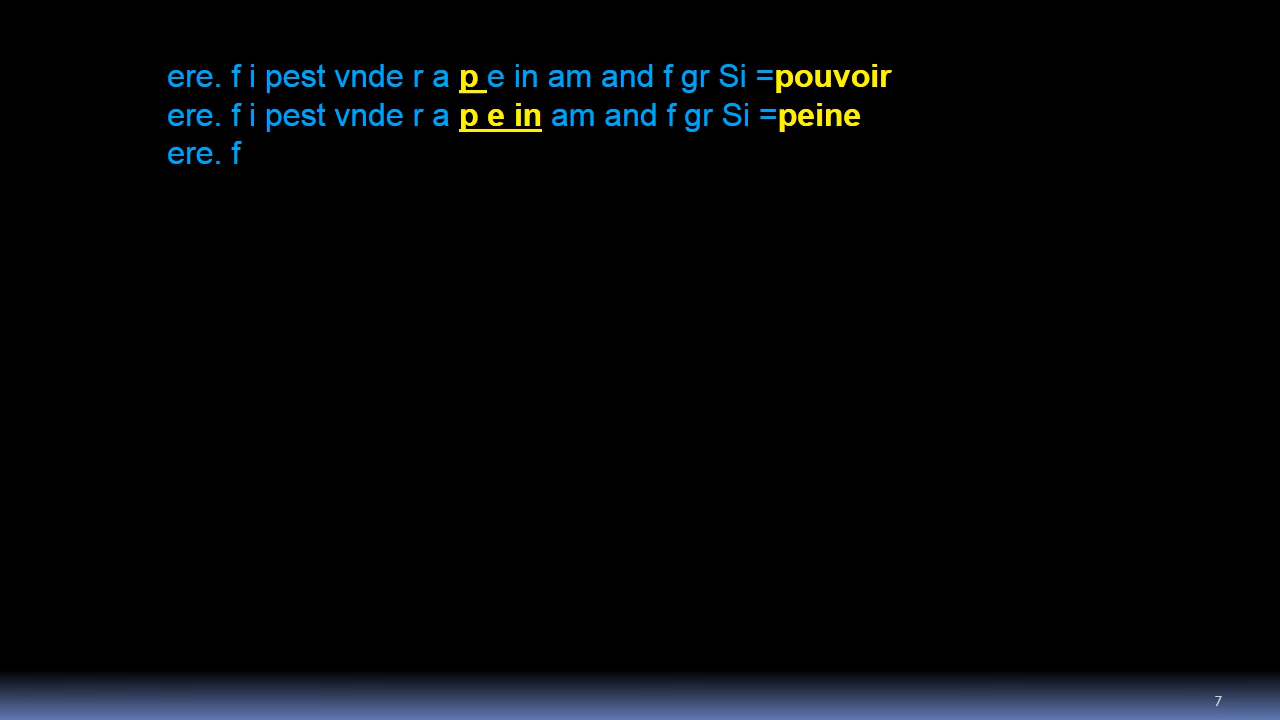 ere. f i pest vnde r a p e in am and f gr Si =pouvoir
ere. f i pest vnde r a p e in am and f gr Si =peine
ere. f
7